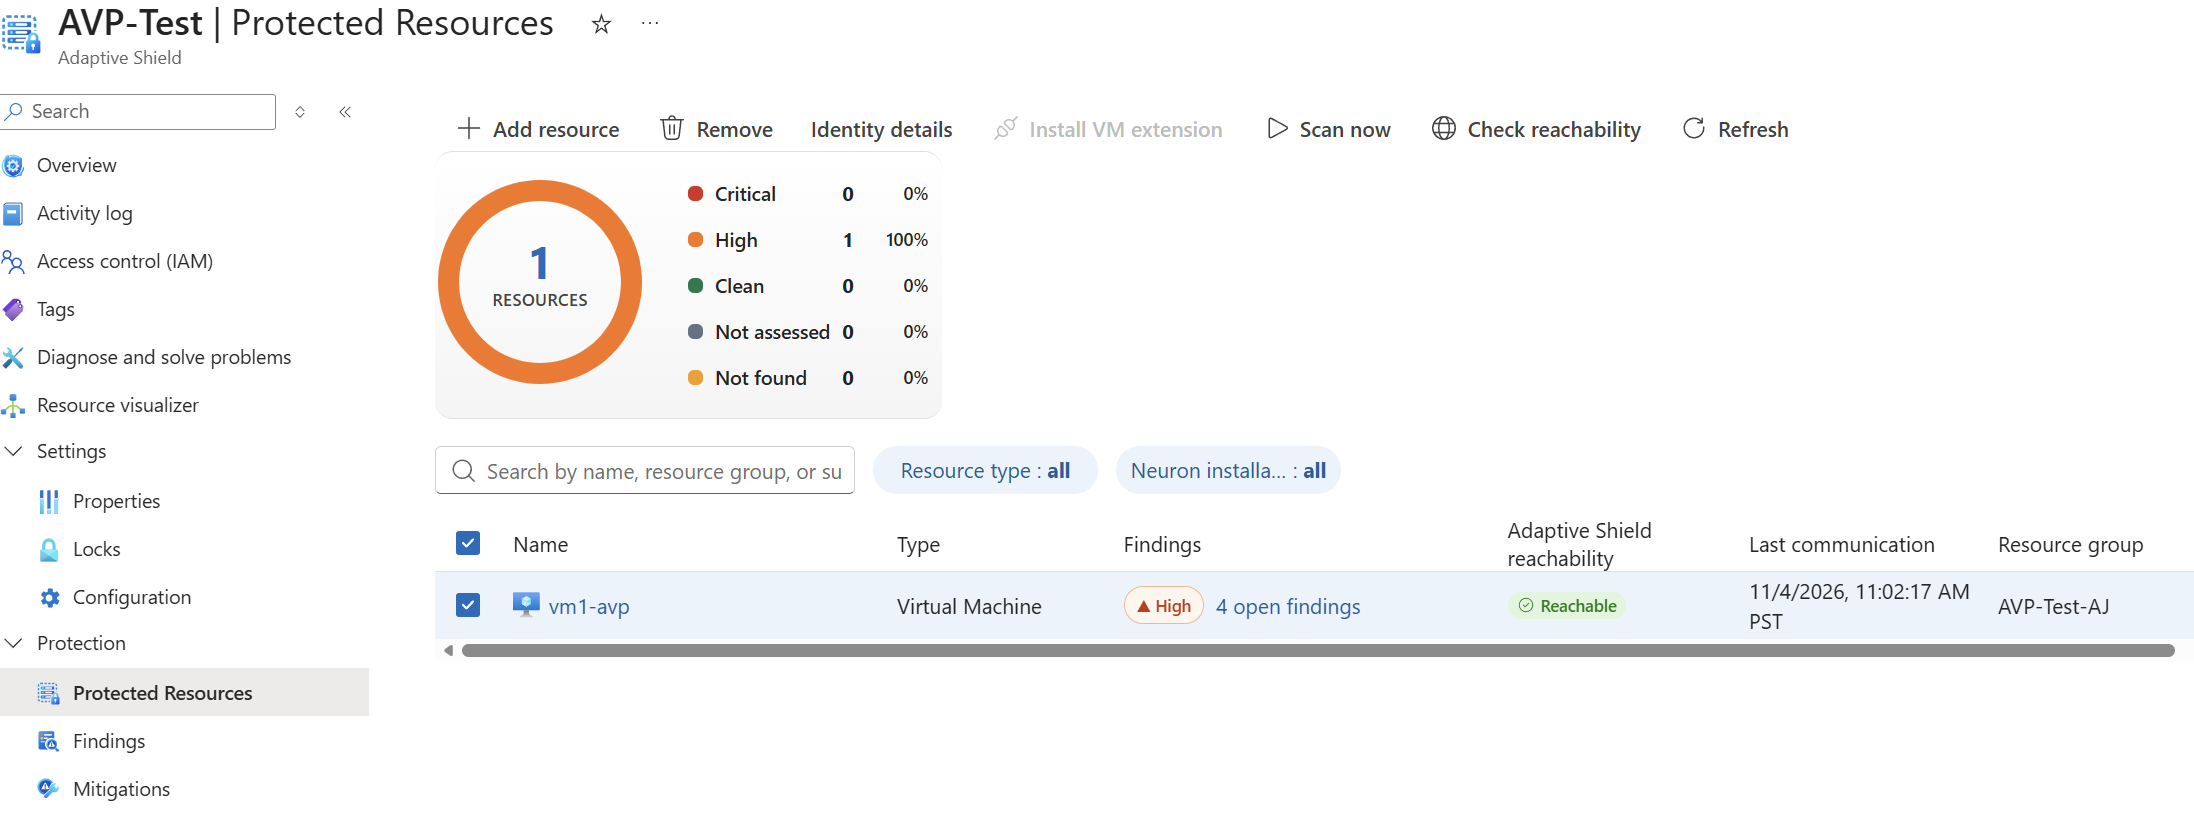 AVP-Test | Protected Resources
Adaptive Shield
Search
Overview
Activity log
Access control (IAM)
Tags
Diagnose and solve problems
Resource visualizer
Settings
Properties
Locks
Configuration
Protection
Protected Resources
Findings
Mitigations
Add resource Remove Identity details Install VM extension Scan now Check reachability Refresh
1
RESOURCES
Critical 0 0%
High 1 100%
Clean 0 0%
Not assessed 0 0%
Not found 0 0%
Search by name, resource group, or su
Resource type : all
Neuron installa... : all
Name Type Findings Adaptive Shield reachability Last communication Resource group
vm1-avp Virtual Machine High 4 open findings Reachable 11/4/2026, 11:02:17 AM PST AVP-Test-AJ